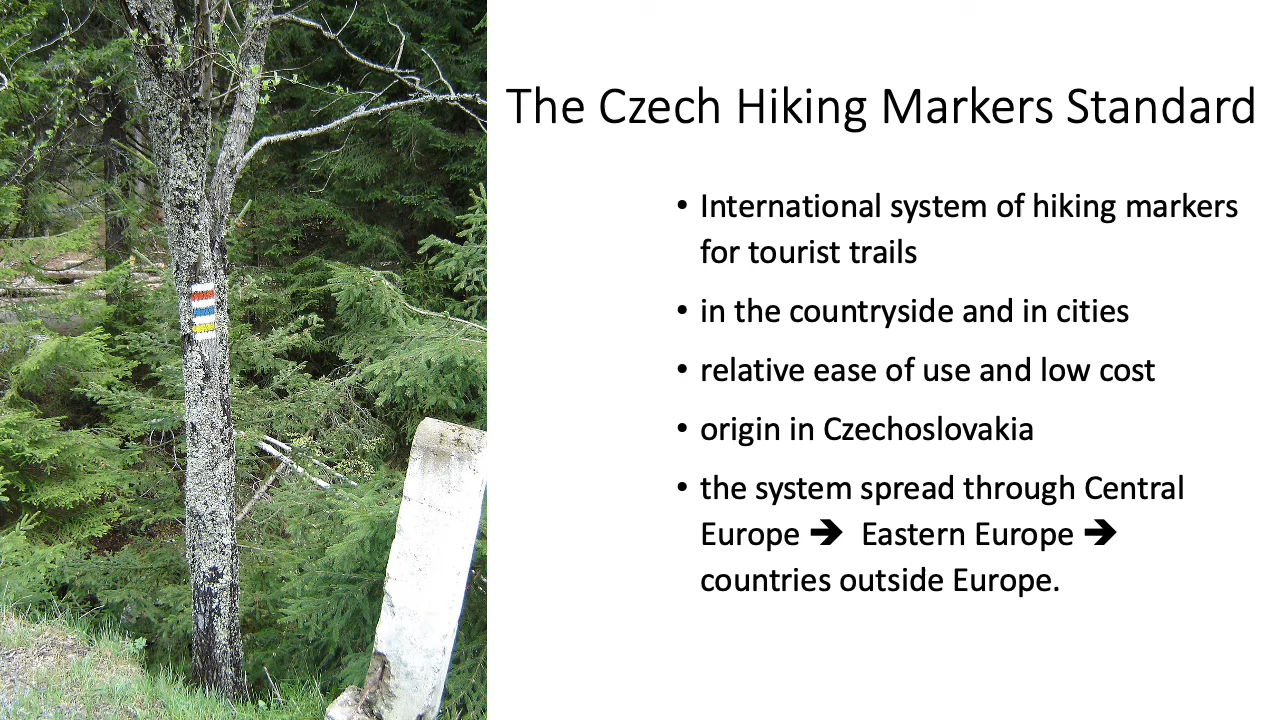 The Czech Hiking Markers Standard
• International system of hiking markers
for tourist trails
• in the countryside and in cities
• relative ease of use and low cost
• origin in Czechoslovakia
• the system spread through Central
Europe 🡺 Eastern Europe 🡺
countries outside Europe.